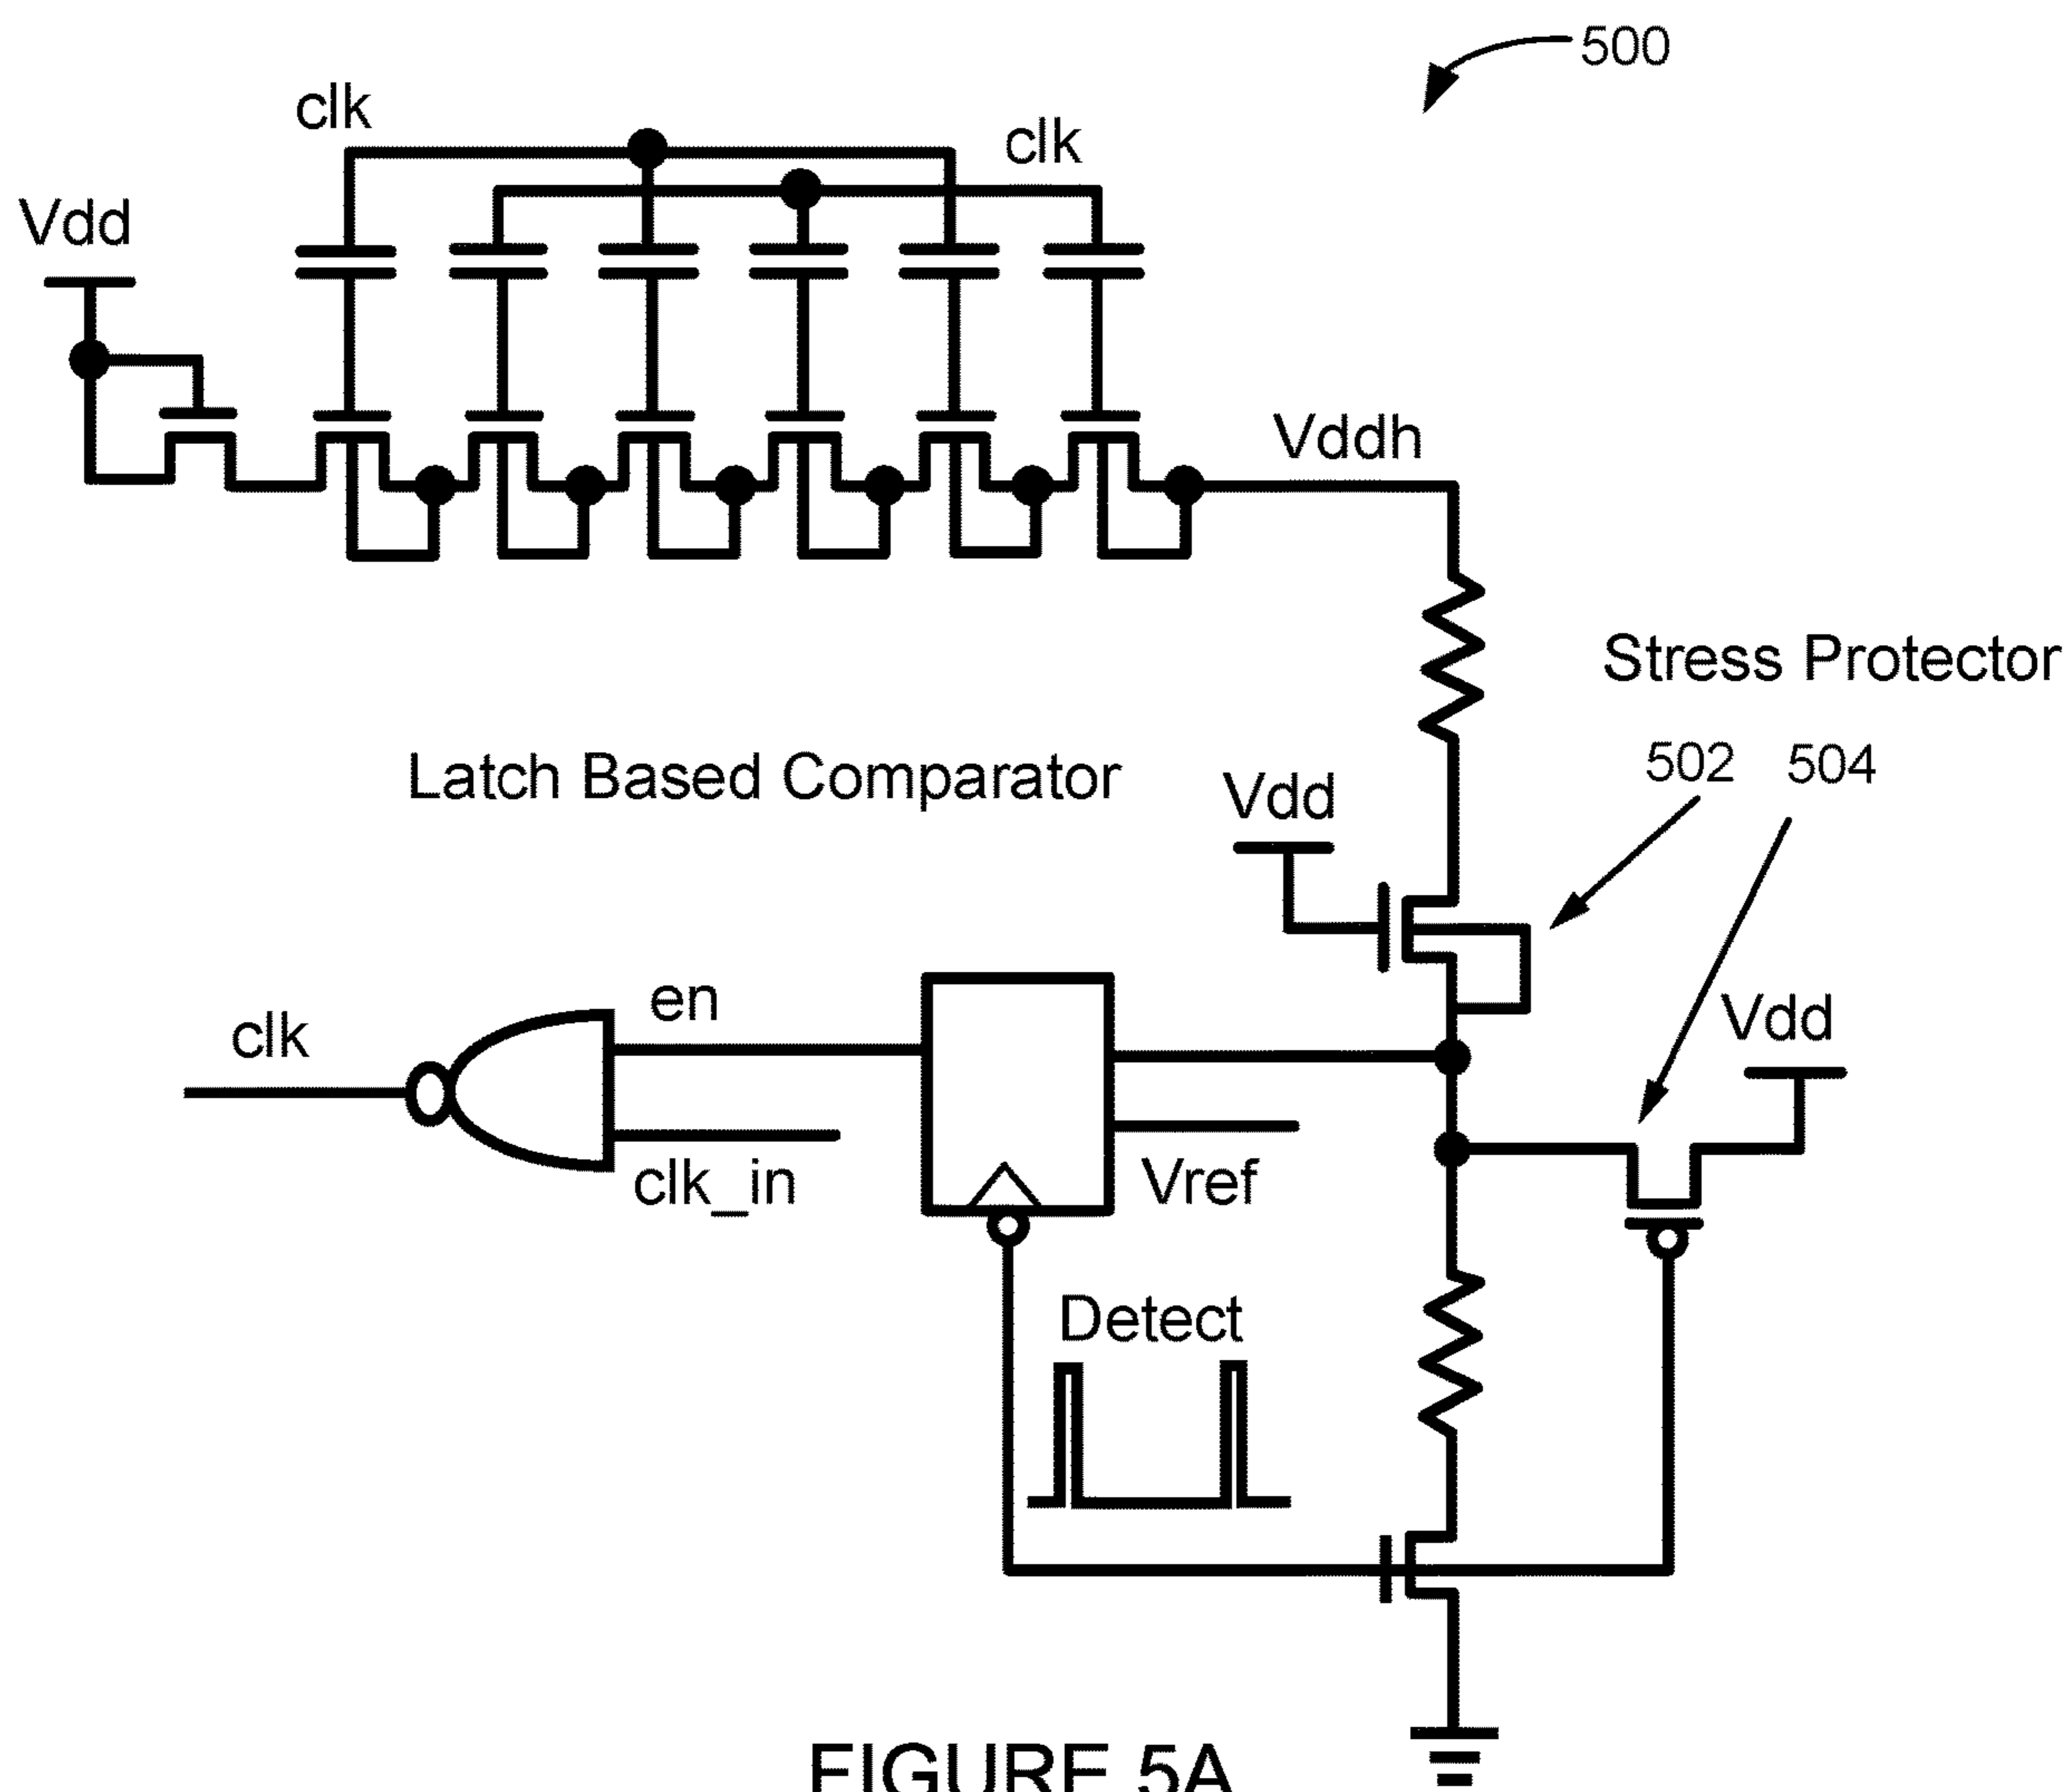 500
clk
clk
Vdd
Vddh
Stress Protector
502 504
Latch Based Comparator
Vdd
en
clk
Vdd
clk_in
Vref
Detect
FIGURE 5A